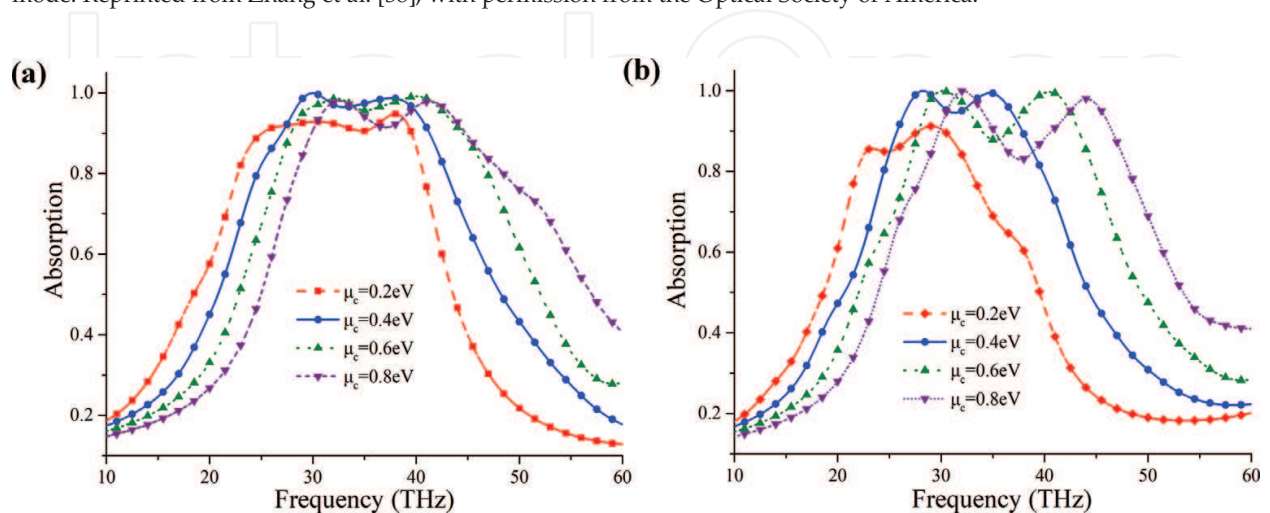 mode. Reprinted from Zhang et al. [38], with permission from the Optical Society of America.
(a)
Absorption
1.0
0.8
0.6
0.4
0.2
μc=0.2eV
μc=0.4eV
μc=0.6eV
μc=0.8eV
10 20 30 40 50 60
Frequency (THz)
(b)
Absorption
1.0
0.8
0.6
0.4
0.2
μc=0.2eV
μc=0.4eV
μc=0.6eV
μc=0.8eV
10 20 30 40 50 60
Frequency (THz)